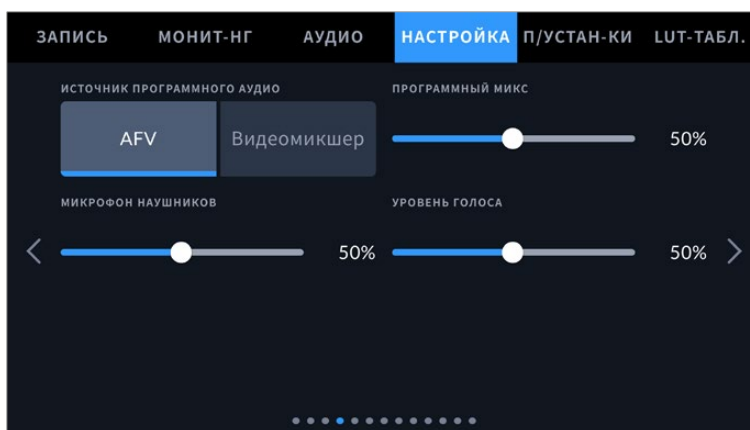 ЗАПИСЬ МОНИТ-НГ АУДИО НАСТРОЙКА П/УСТАН-КИ LUT-ТАБЛ.
ИСТОЧНИК ПРОГРАММНОГО АУДИО ПРОГРАММНЫЙ МИКС
AFV Видеомикшер 50%
МИКРОФОН НАУШНИКОВ УРОВЕНЬ ГОЛОСА
50% 50%